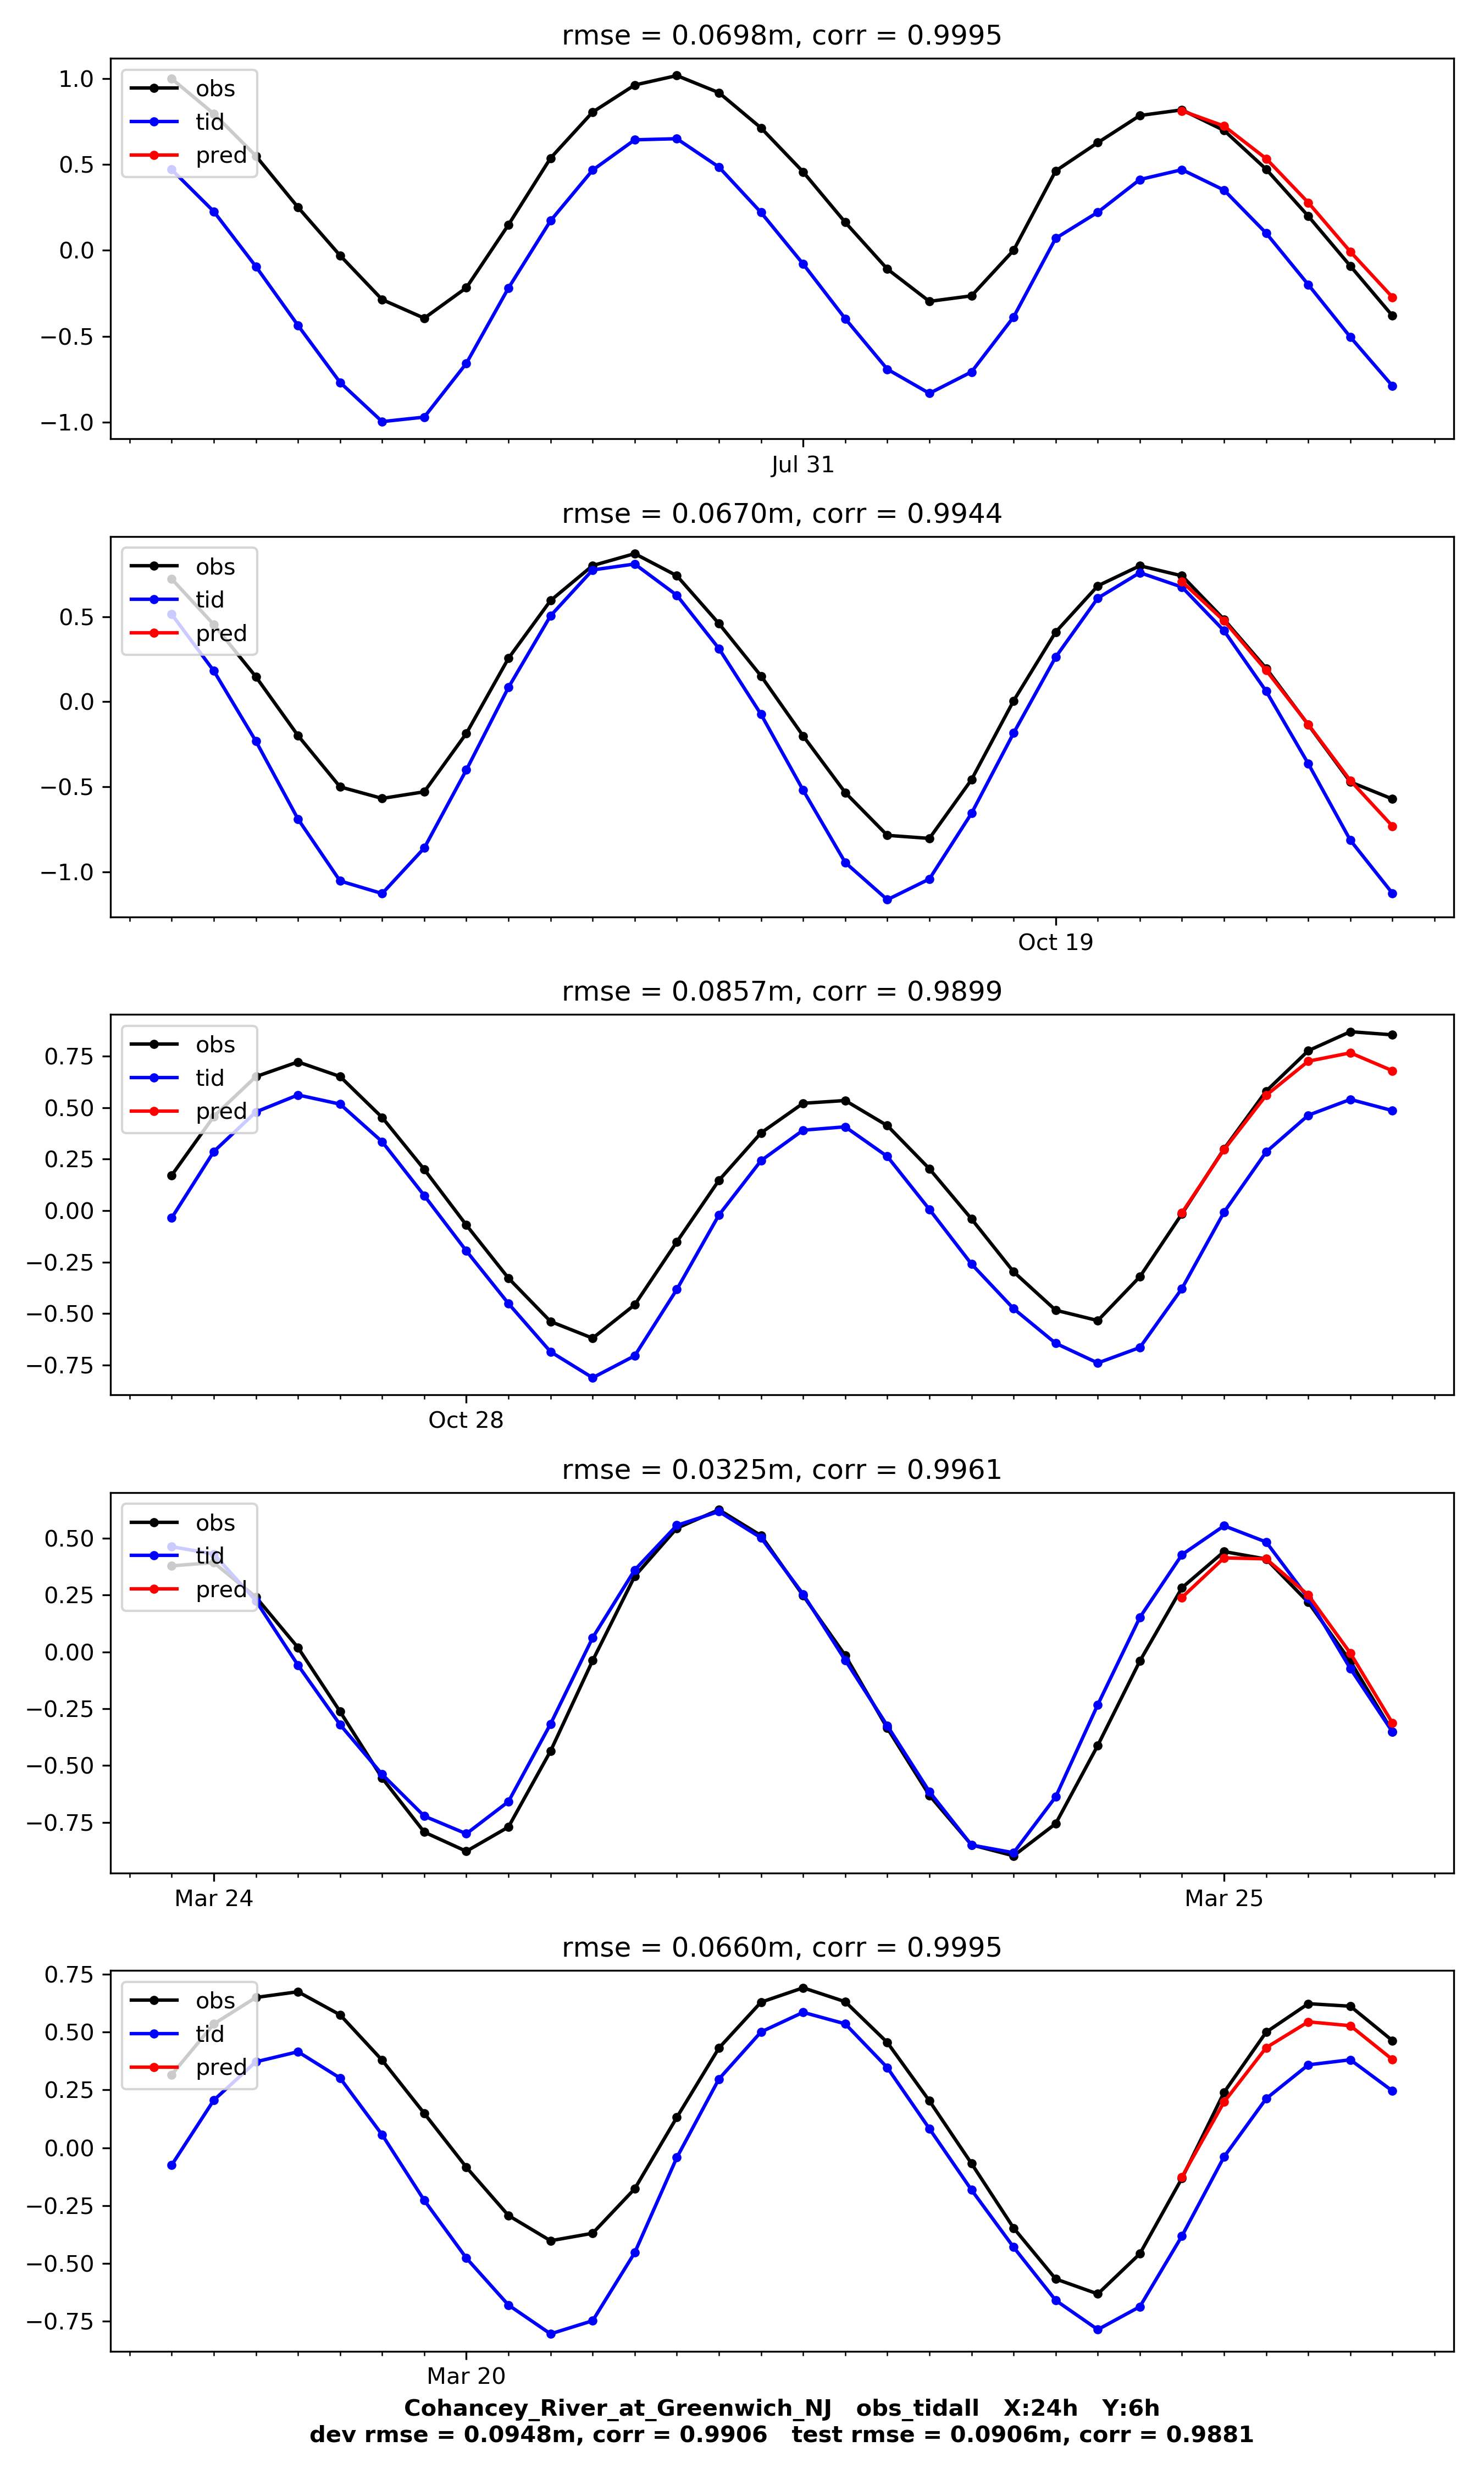 rmse = 0.0698m, corr = 0.9995
1.0
0.5
0.0
−0.5
−1.0
obs
tid
pred
Jul 31
rmse = 0.0670m, corr = 0.9944
0.5
0.0
−0.5
−1.0
obs
tid
pred
Oct 19
rmse = 0.0857m, corr = 0.9899
0.75
0.50
0.25
0.00
−0.25
−0.50
−0.75
obs
tid
pred
Oct 28
rmse = 0.0325m, corr = 0.9961
0.50
0.25
0.00
−0.25
−0.50
−0.75
obs
tid
pred
Mar 24
Mar 25
rmse = 0.0660m, corr = 0.9995
0.75
0.50
0.25
0.00
−0.25
−0.50
−0.75
obs
tid
pred
Mar 20
Cohancey_River_at_Greenwich_NJ   obs_tidall   X:24h   Y:6h
dev rmse = 0.0948m, corr = 0.9906   test rmse = 0.0906m, corr = 0.9881